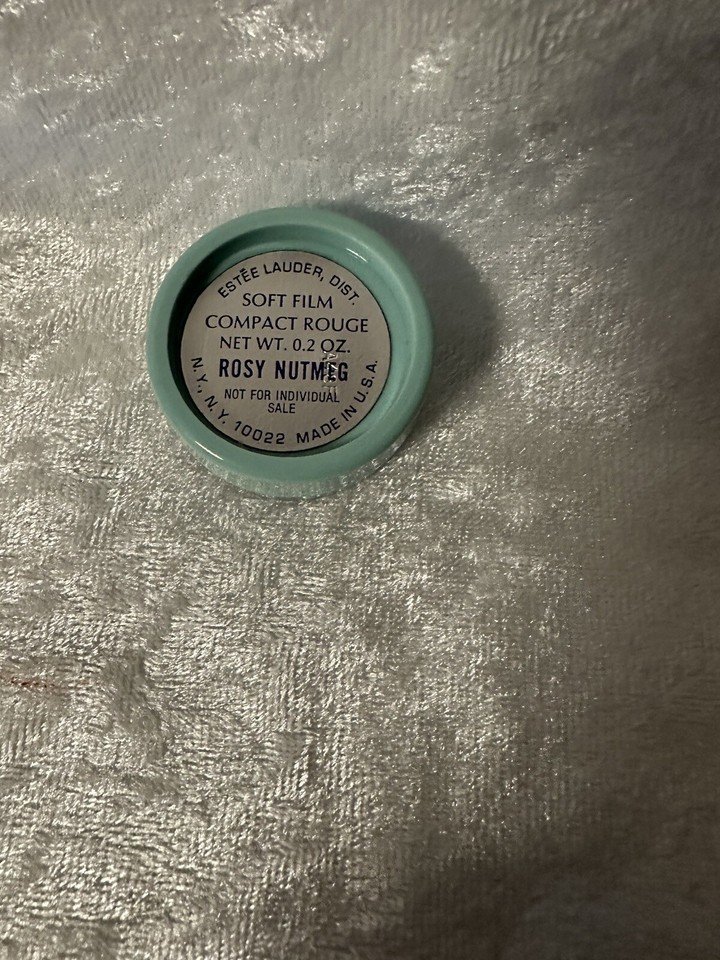 ESTĒE LAUDER, DIST.
SOFT FILM
COMPACT ROUGE
NET WT. 0.2 OZ.
ROSY NUTMEG
NOT FOR INDIVIDUAL
SALE
N.Y., N.Y. 10022 MADE IN U.S.A.